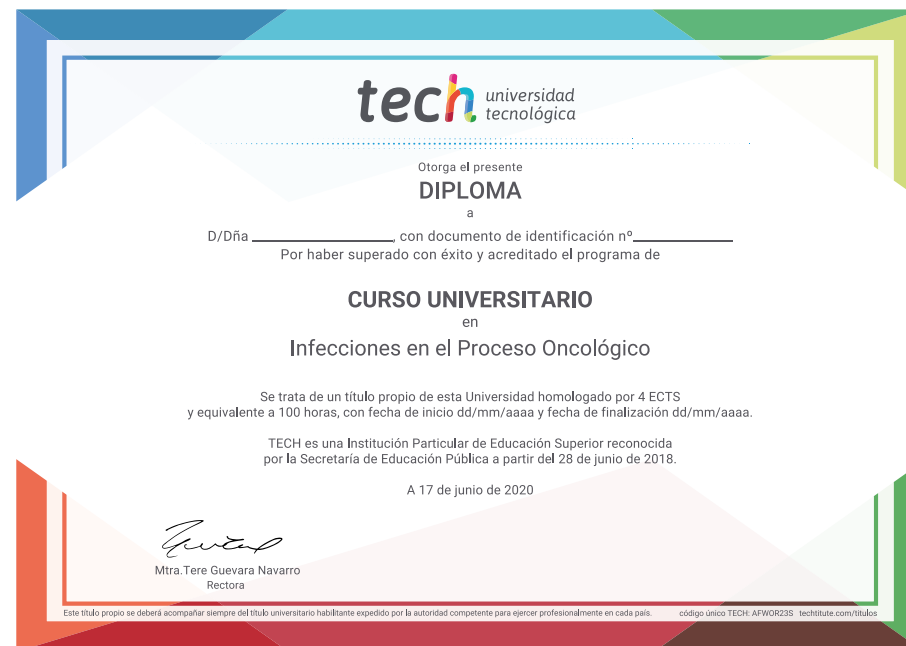 tech universidad
tecnológica
Otorga el presente
DIPLOMA
a
D/Dña ____________, con documento de identificación nº____________
Por haber superado con éxito y acreditado el programa de
CURSO UNIVERSITARIO
en
Infecciones en el Proceso Oncológico
Se trata de un título propio de esta Universidad homologado por 4 ECTS
y equivalente a 100 horas, con fecha de inicio dd/mm/aaaa y fecha de finalización dd/mm/aaaa.
TECH es una Institución Particular de Educación Superior reconocida
por la Secretaría de Educación Pública a partir del 28 de junio de 2018.
A 17 de junio de 2020
Mtra.Tere Guevara Navarro
Rectora
Este título propio se deberá acompañar siempre del título universitario habilitante expedido por la autoridad competente para ejercer profesionalmente en cada país. código único TECH: AFWOR23S techtitute.com/títulos